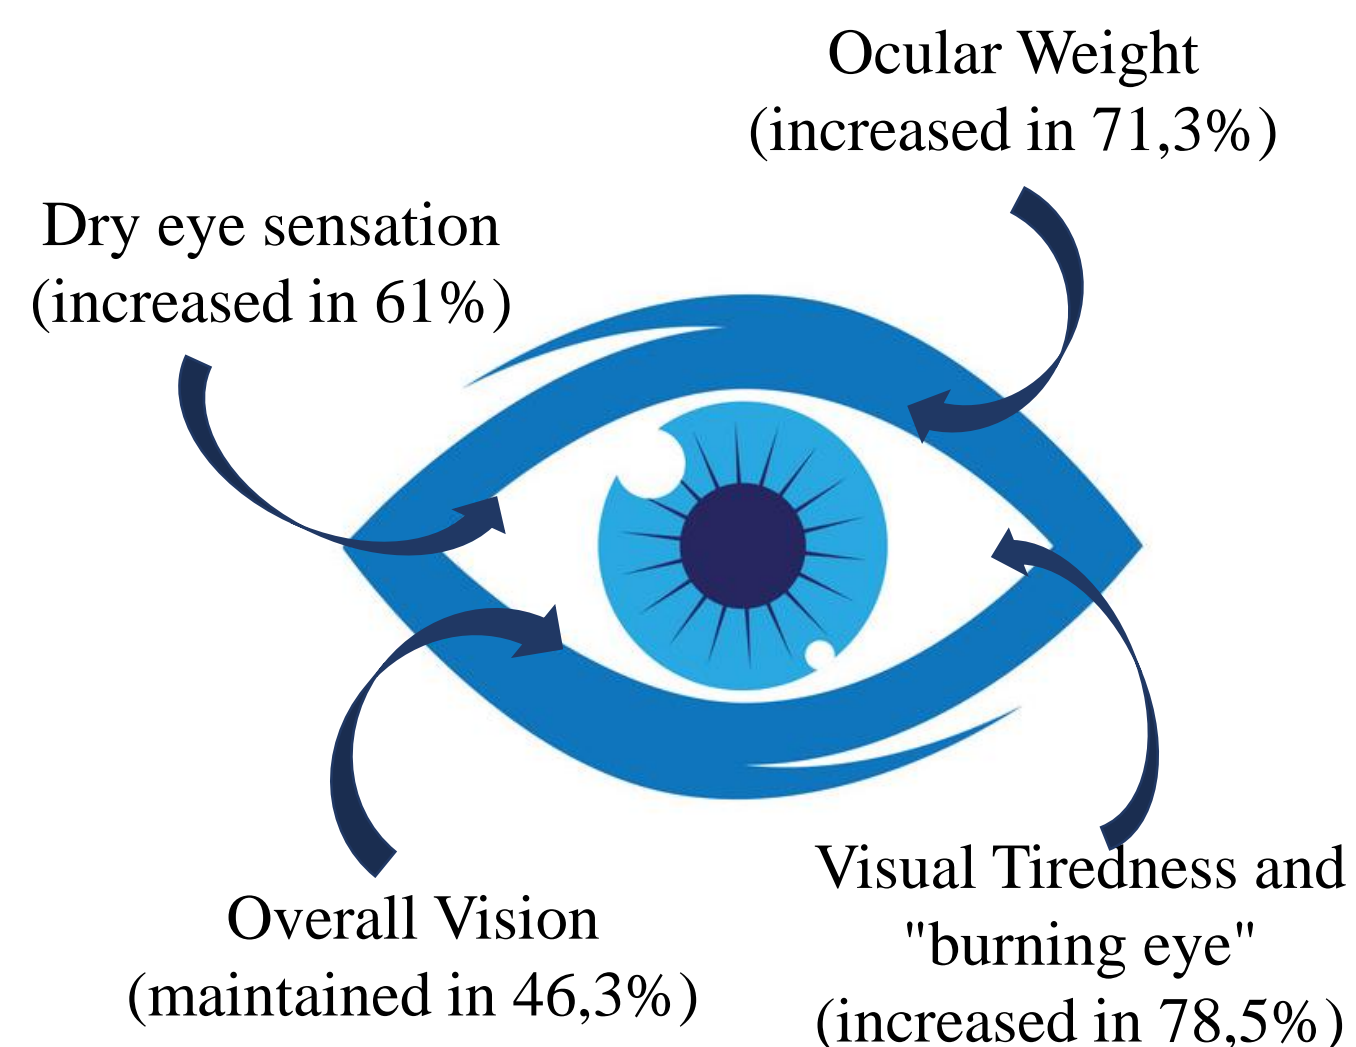 Ocular Weight
(increased in 71,3%)
Dry eye sensation
(increased in 61%)
Overall Vision
(maintained in 46,3%)
Visual Tiredness and
"burning eye"
(increased in 78,5%)